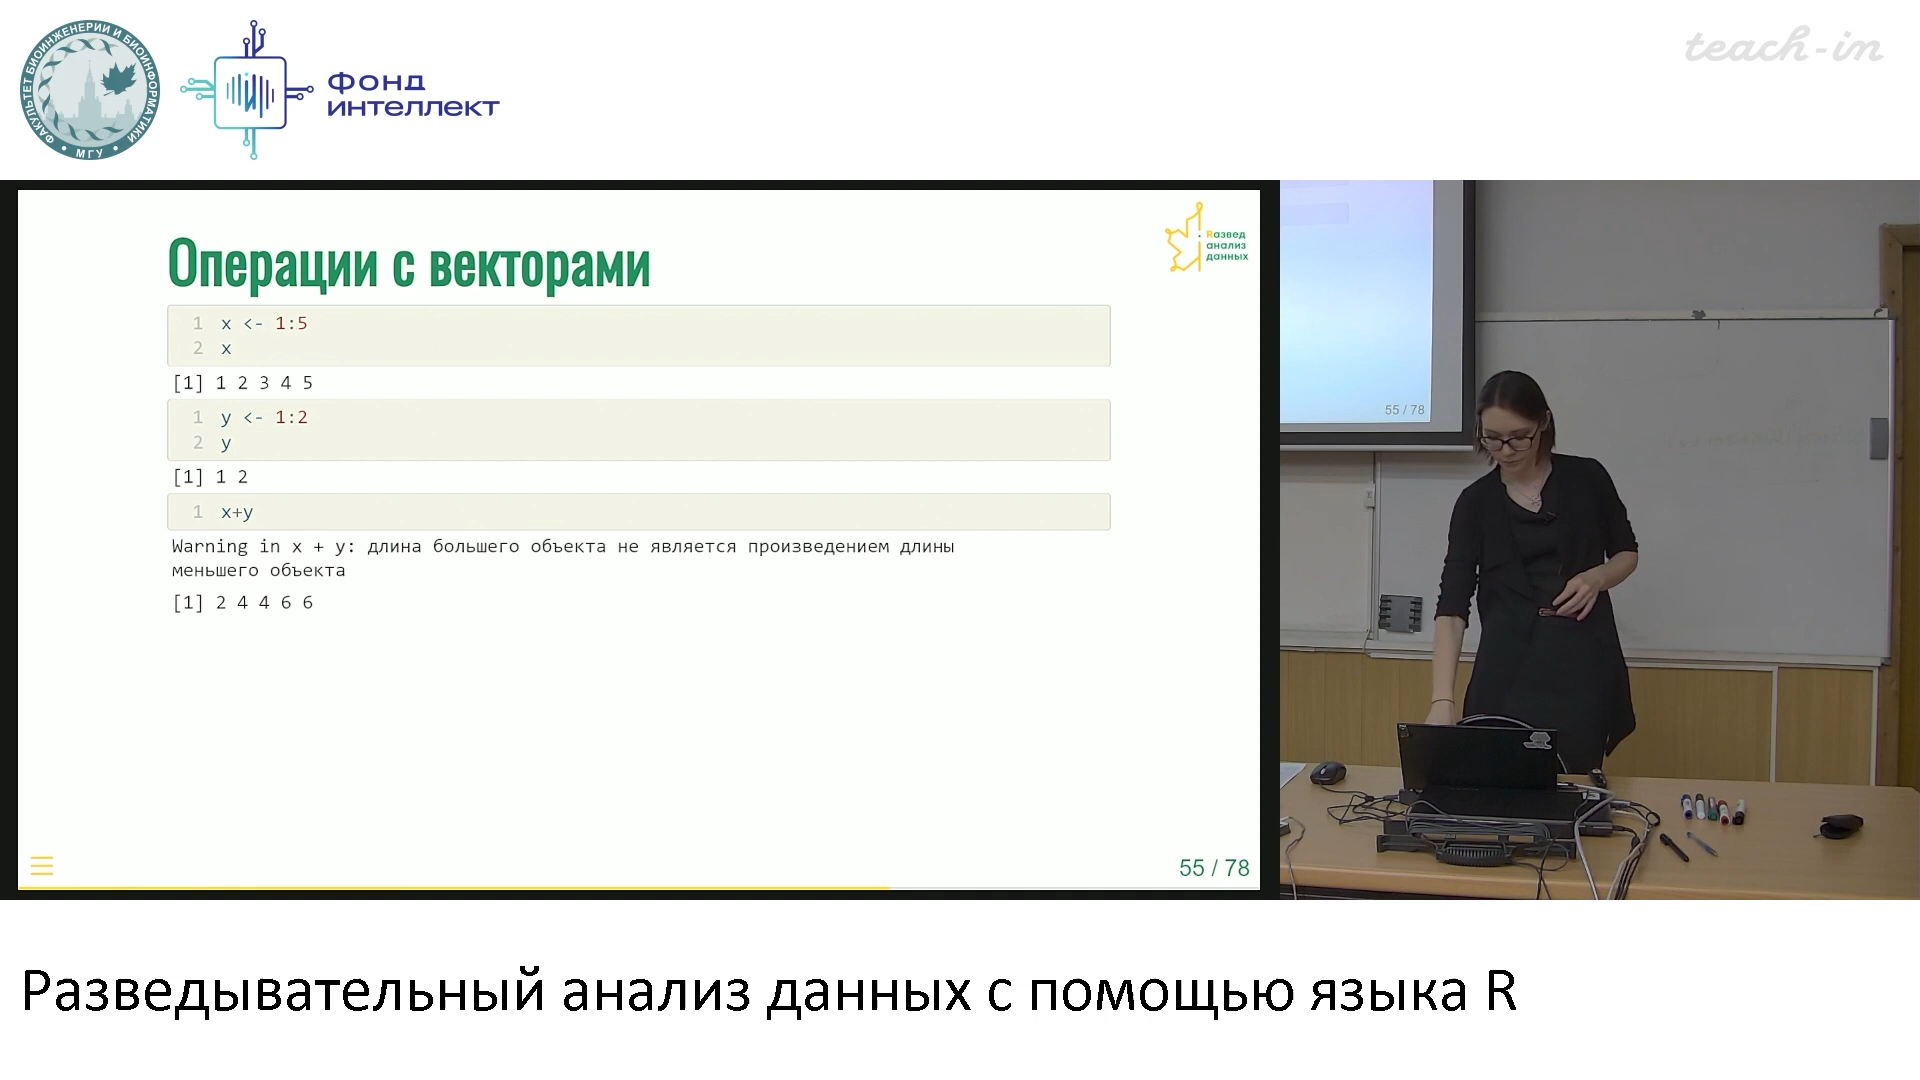 ФАКУЛЬТЕТ БИОИНЖЕНЕРИИ И БИОИНФОРМАТИКИ
• МГУ •
ФОНД
ИНТЕЛЛЕКТ
teach-in
Операции с векторами
Rазвед
анализ
данных
1 x <- 1:5
2 x
[1] 1 2 3 4 5
1 y <- 1:2
2 y
[1] 1 2
1 x+y
Warning in x + y: длина большего объекта не является произведением длины
меньшего объекта
[1] 2 4 4 6 6
55 / 78
55 / 78
Разведывательный анализ данных с помощью языка R